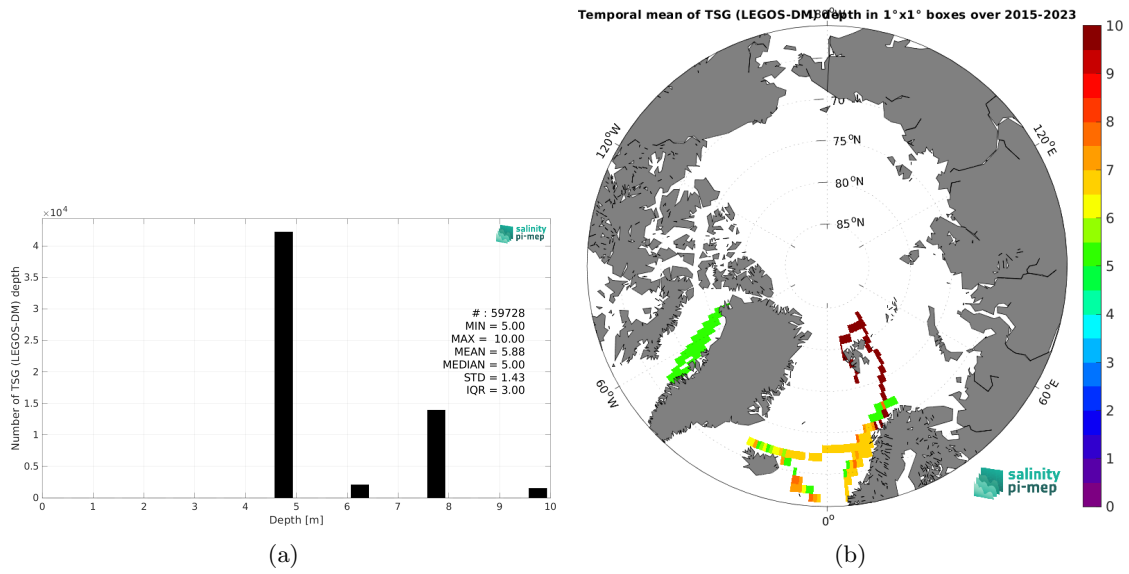 ×10⁴
4
3.5
3
2.5
2
1.5
1
0.5
0
Number of TSG (LEGOS-DM) depth
0 1 2 3 4 5 6 7 8 9 10
Depth [m]
salinity
pi-mep
# : 59728
MIN = 5.00
MAX = 10.00
MEAN = 5.88
MEDIAN = 5.00
STD = 1.43
IQR = 3.00
(a)
Temporal mean of TSG (LEGOS-DM) depth in 1°x1° boxes over 2015-2023
180°W
70°N
75°N
80°N
85°N
120°W
120°E
60°W
60°E
0°
salinity
pi-mep
10
9
8
7
6
5
4
3
2
1
0
(b)